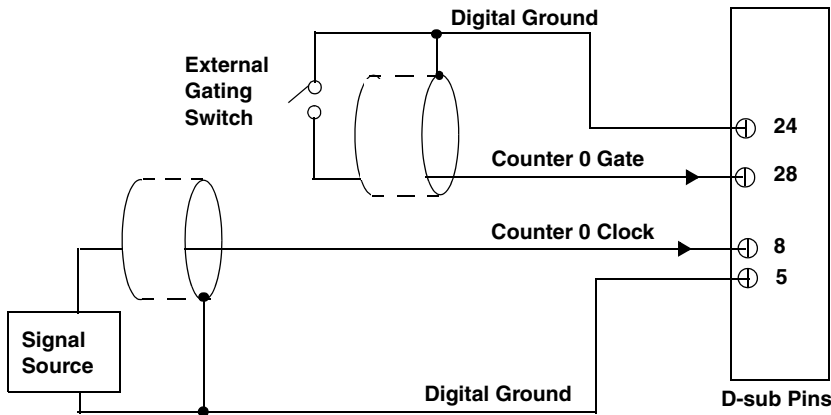 Digital Ground
External
Gating
Switch
24
Counter 0 Gate
28
Counter 0 Clock
8
5
Signal
Source
Digital Ground
D-sub Pins